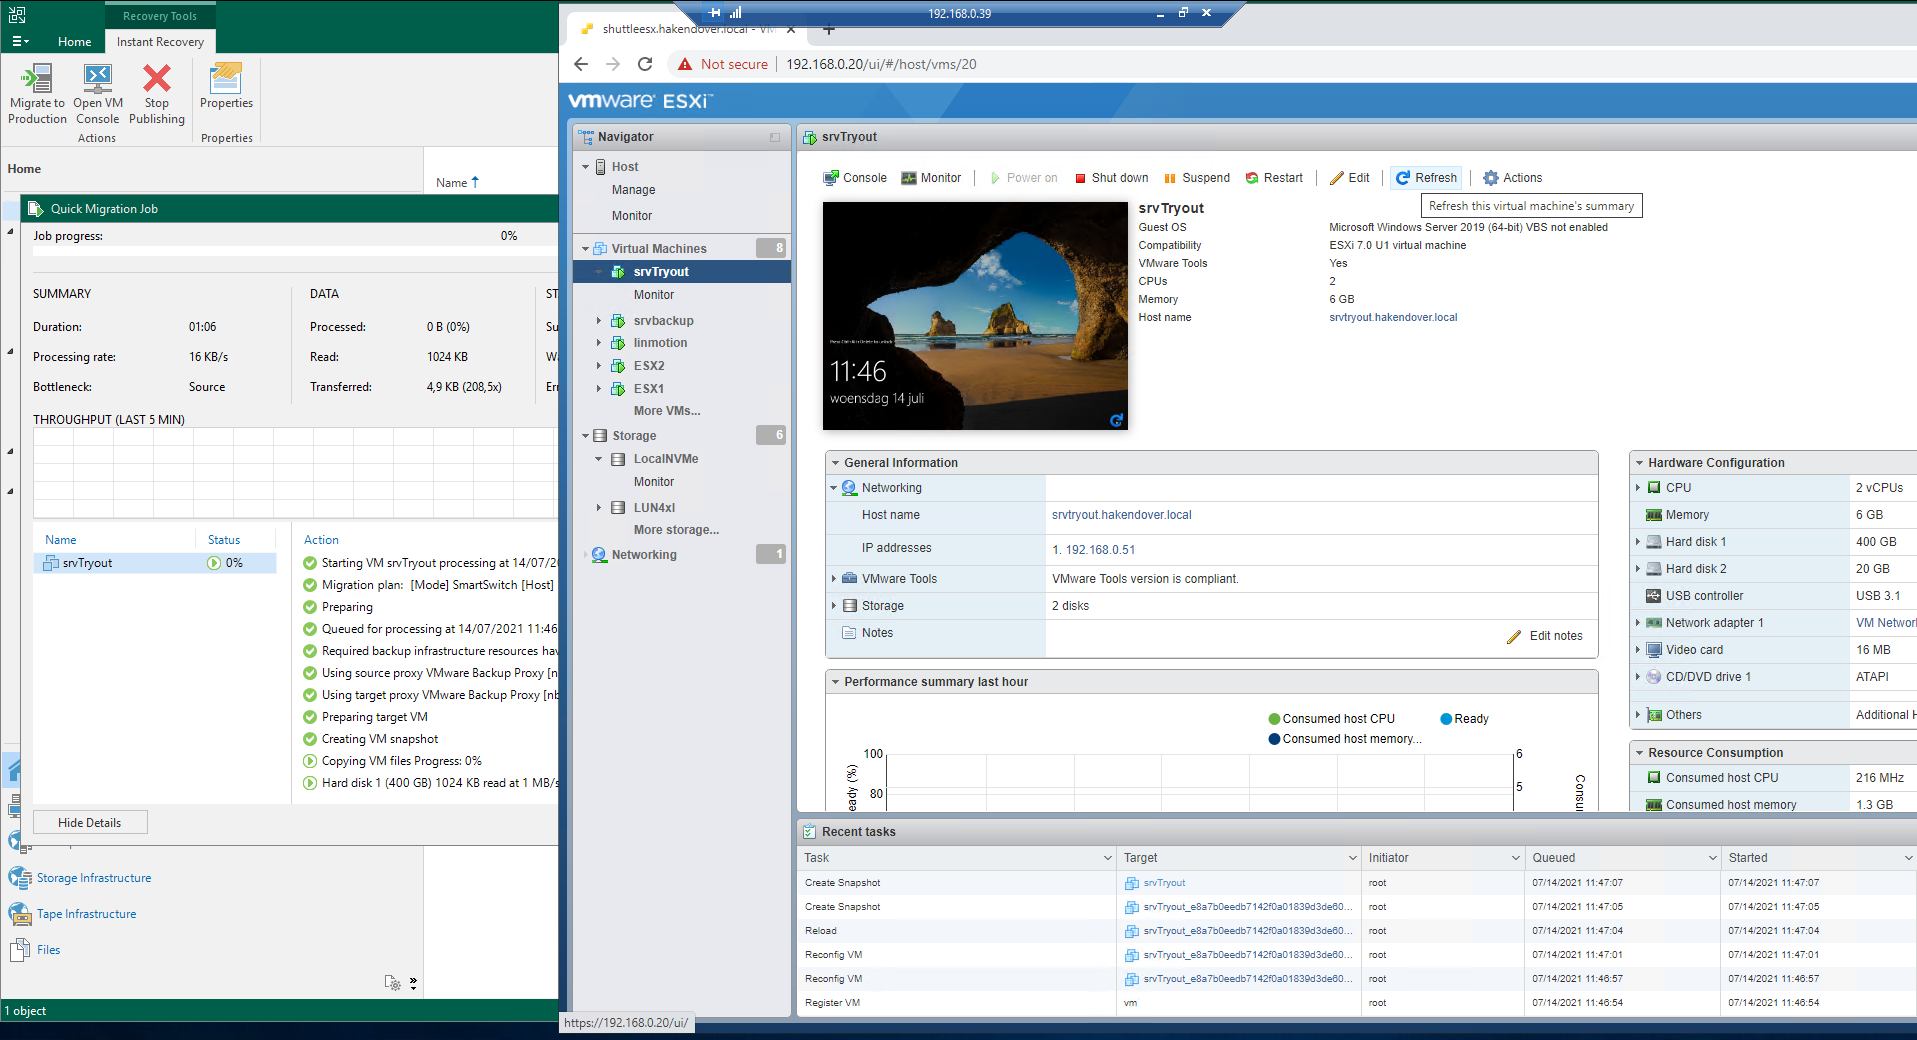 Recovery Tools
Home
Instant Recovery
Migrate to Production
Open VM Console
Stop Publishing
Properties
Actions
Properties
Home
Name
Quick Migration Job
Job progress:
0%
SUMMARY
DATA
ST
Duration:
01:06
Processed:
0 B (0%)
Su
Processing rate:
16 KB/s
Read:
1024 KB
Wa
Bottleneck:
Source
Transferred:
4,9 KB (208,5x)
Err
THROUGHPUT (LAST 5 MIN)
Name
Status
Action
srvTryout
0%
Starting VM srvTryout processing at 14/07/20
Migration plan:  [Mode] SmartSwitch [Host]
Preparing
Queued for processing at 14/07/2021 11:46
Required backup infrastructure resources hav
Using source proxy VMware Backup Proxy [n
Using target proxy VMware Backup Proxy [nb
Preparing target VM
Creating VM snapshot
Copying VM files Progress: 0%
Hard disk 1 (400 GB) 1024 KB read at 1 MB/s
Hide Details
Storage Infrastructure
Tape Infrastructure
Files
1 object
192.168.0.39
shuttleesx.hakendover.local - VM
Not secure
192.168.0.20/ui/#/host/vms/20
vmware ESXi™
Navigator
Host
Manage
Monitor
Virtual Machines
8
srvTryout
Monitor
srvbackup
linmotion
ESX2
ESX1
More VMs...
Storage
6
LocalNVMe
Monitor
LUN4xl
More storage...
Networking
1
srvTryout
Console
Monitor
Power on
Shut down
Suspend
Restart
Edit
Refresh
Actions
Refresh this virtual machine's summary
Press Ctrl+Alt+Delete to unlock
11:46
woensdag 14 juli
srvTryout
Guest OS
Microsoft Windows Server 2019 (64-bit) VBS not enabled
Compatibility
ESXi 7.0 U1 virtual machine
VMware Tools
Yes
CPUs
2
Memory
6 GB
Host name
srvtryout.hakendover.local
General Information
Networking
Host name
srvtryout.hakendover.local
IP addresses
1. 192.168.0.51
VMware Tools
VMware Tools version is compliant.
Storage
2 disks
Notes
Edit notes
Performance summary last hour
Consumed host CPU
Ready
Consumed host memory...
100
80
eady (%)
6
5
Consu
Hardware Configuration
CPU
2 vCPUs
Memory
6 GB
Hard disk 1
400 GB
Hard disk 2
20 GB
USB controller
USB 3.1
Network adapter 1
VM Networ
Video card
16 MB
CD/DVD drive 1
ATAPI
Others
Additional H
Resource Consumption
Consumed host CPU
216 MHz
Consumed host memory
1.3 GB
Recent tasks
Task
Target
Initiator
Queued
Started
Create Snapshot
srvTryout
root
07/14/2021 11:47:07
07/14/2021 11:47:07
Create Snapshot
srvTryout_e8a7b0eedb7142f0a01839d3de60...
root
07/14/2021 11:47:05
07/14/2021 11:47:05
Reload
srvTryout_e8a7b0eedb7142f0a01839d3de60...
root
07/14/2021 11:47:04
07/14/2021 11:47:04
Reconfig VM
srvTryout_e8a7b0eedb7142f0a01839d3de60...
root
07/14/2021 11:47:01
07/14/2021 11:47:01
Reconfig VM
srvTryout_e8a7b0eedb7142f0a01839d3de60...
root
07/14/2021 11:46:57
07/14/2021 11:46:57
Register VM
vm
root
07/14/2021 11:46:54
07/14/2021 11:46:54
https://192.168.0.20/ui/